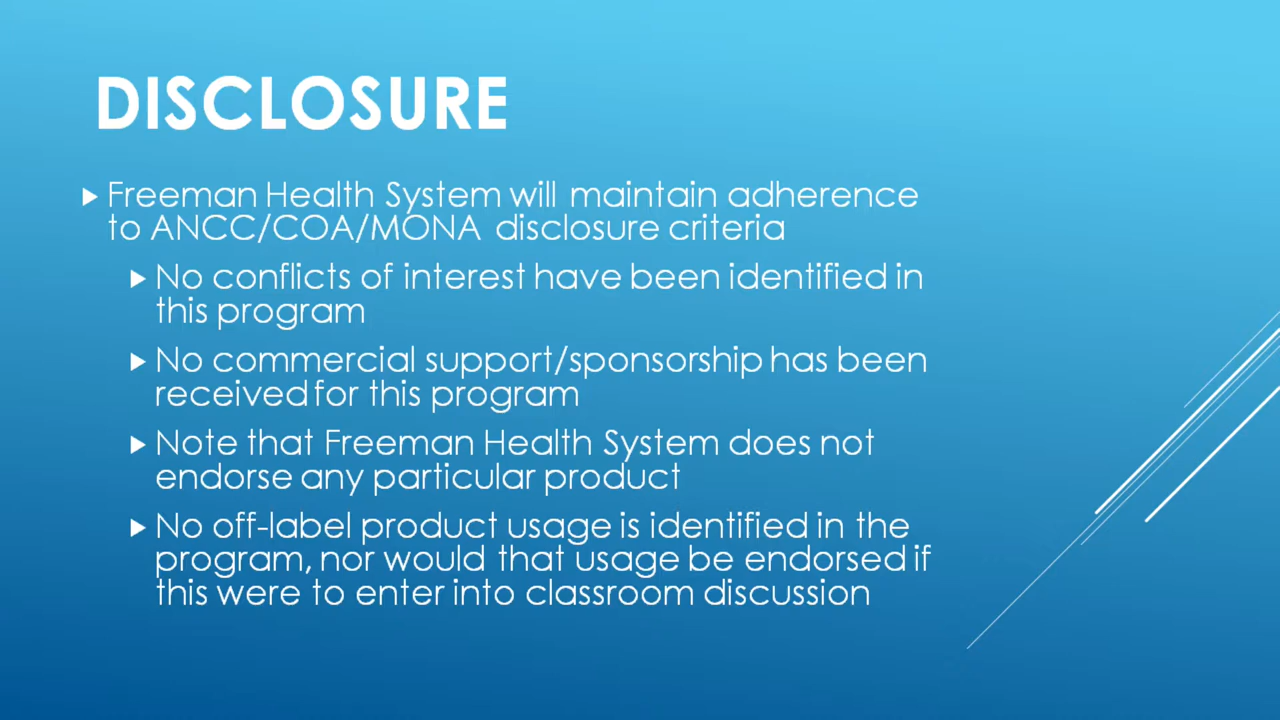 DISCLOSURE
Freeman Health System will maintain adherence
to ANCC/COA/MONA disclosure criteria
No conflicts of interest have been identified in
this program
No commercial support/sponsorship has been
received for this program
Note that Freeman Health System does not
endorse any particular product
No off-label product usage is identified in the
program, nor would that usage be endorsed if
this were to enter into classroom discussion